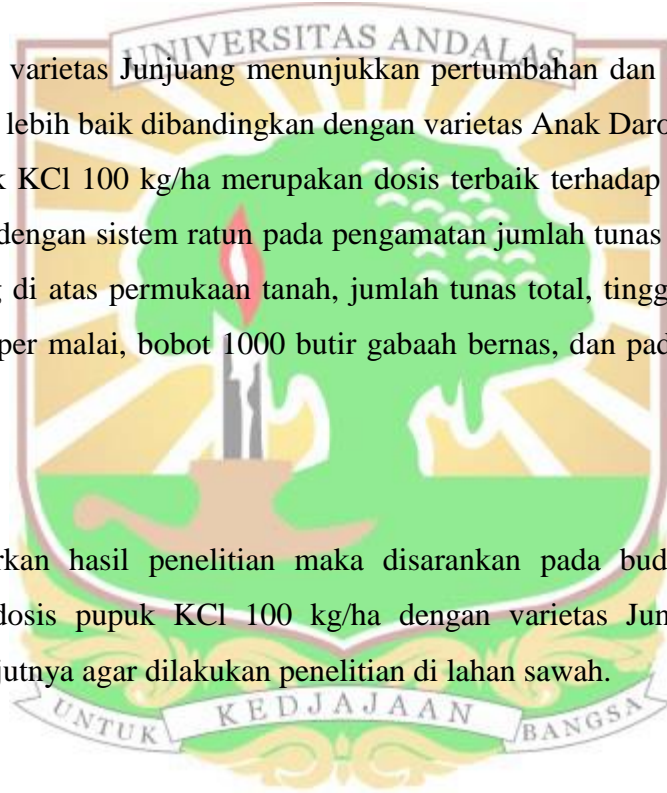 UNIVERSITAS ANDALAS
varietas Junjuang menunjukkan pertumbuhan dan
lebih baik dibandingkan dengan varietas Anak Daro
k KCl 100 kg/ha merupakan dosis terbaik terhadap
dengan sistem ratun pada pengamatan jumlah tunas
g di atas permukaan tanah, jumlah tunas total, tingg
per malai, bobot 1000 butir gabaah bernas, dan pad
rkan hasil penelitian maka disarankan pada bud
dosis pupuk KCl 100 kg/ha dengan varietas Jun
jutnya agar dilakukan penelitian di lahan sawah.
UNTUK KEDJAJAAN BANGSA